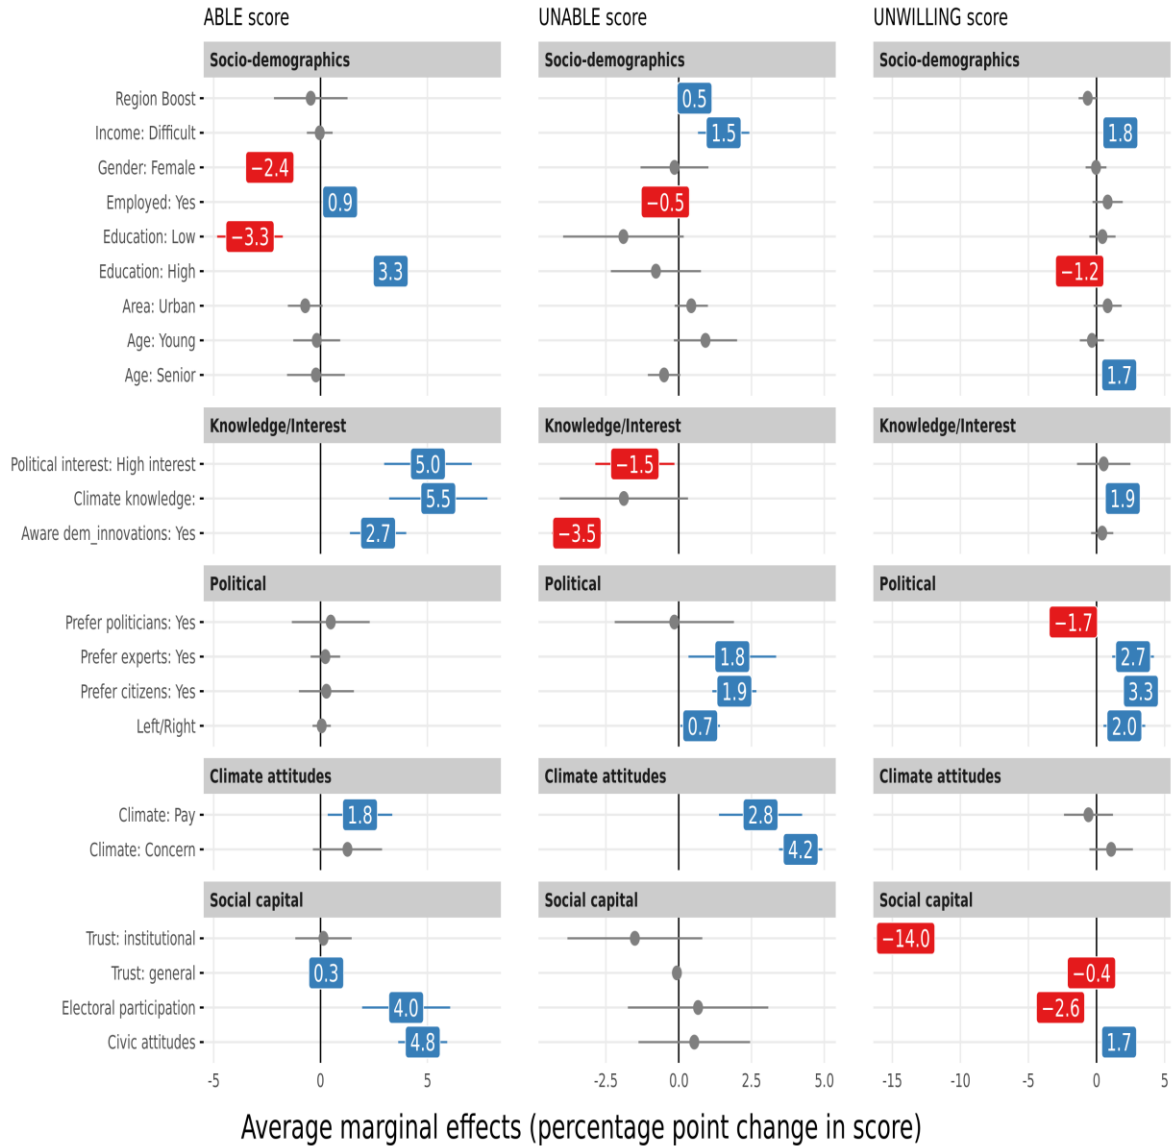 ABLE score UNABLE score UNWILLING score
Socio-demographics Socio-demographics Socio-demographics
Region Boost 0.5
Income: Difficult 1.5 1.8
Gender: Female −2.4
Employed: Yes 0.9 −0.5
Education: Low −3.3
Education: High 3.3 −1.2
Area: Urban
Age: Young
Age: Senior 1.7
Knowledge/Interest Knowledge/Interest Knowledge/Interest
Political interest: High interest 5.0 −1.5
Climate knowledge: 5.5 1.9
Aware dem_innovations: Yes 2.7 −3.5
Political Political Political
Prefer politicians: Yes −1.7
Prefer experts: Yes 1.8 2.7
Prefer citizens: Yes 1.9 3.3
Left/Right 0.7 2.0
Climate attitudes Climate attitudes Climate attitudes
Climate: Pay 1.8 2.8
Climate: Concern 4.2
Social capital Social capital Social capital
Trust: institutional −14.0
Trust: general 0.3 −0.4
Electoral participation 4.0 −2.6
Civic attitudes 4.8 1.7
-5 0 5 -2.5 0.0 2.5 5.0 -15 -10 -5 0 5
Average marginal effects (percentage point change in score)